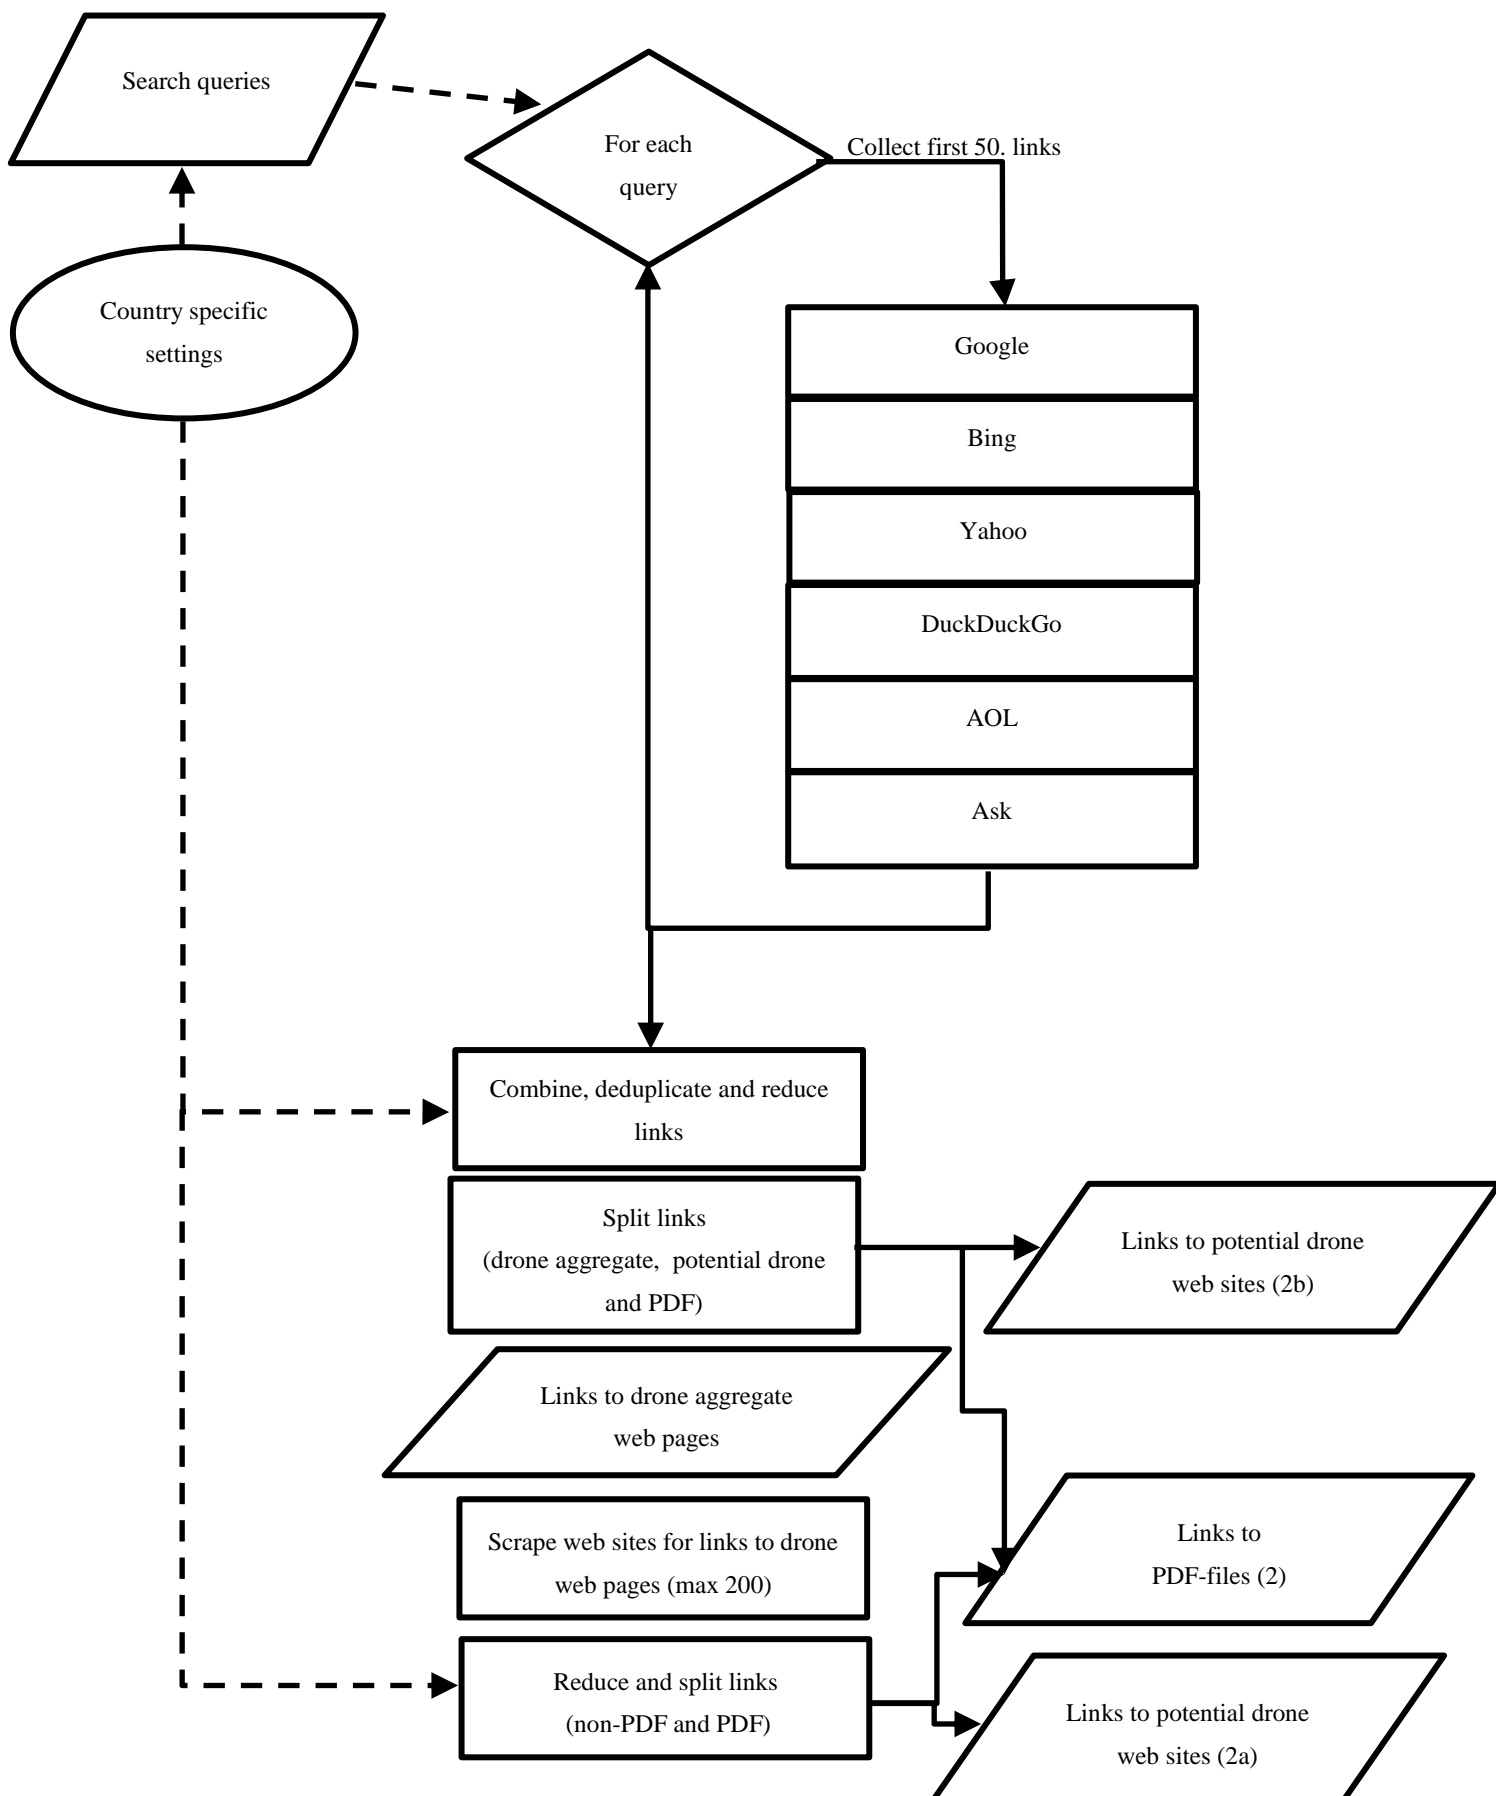 Search queries
For each
query
Collect first 50. links
Country specific
settings
Google
Bing
Yahoo
DuckDuckGo
AOL
Ask
Combine, deduplicate and reduce
links
Split links
(drone aggregate,  potential drone
and PDF)
Links to potential drone
web sites (2b)
Links to drone aggregate
web pages
Scrape web sites for links to drone
web pages (max 200)
Links to
PDF-files (2)
Reduce and split links
(non-PDF and PDF)
Links to potential drone
web sites (2a)